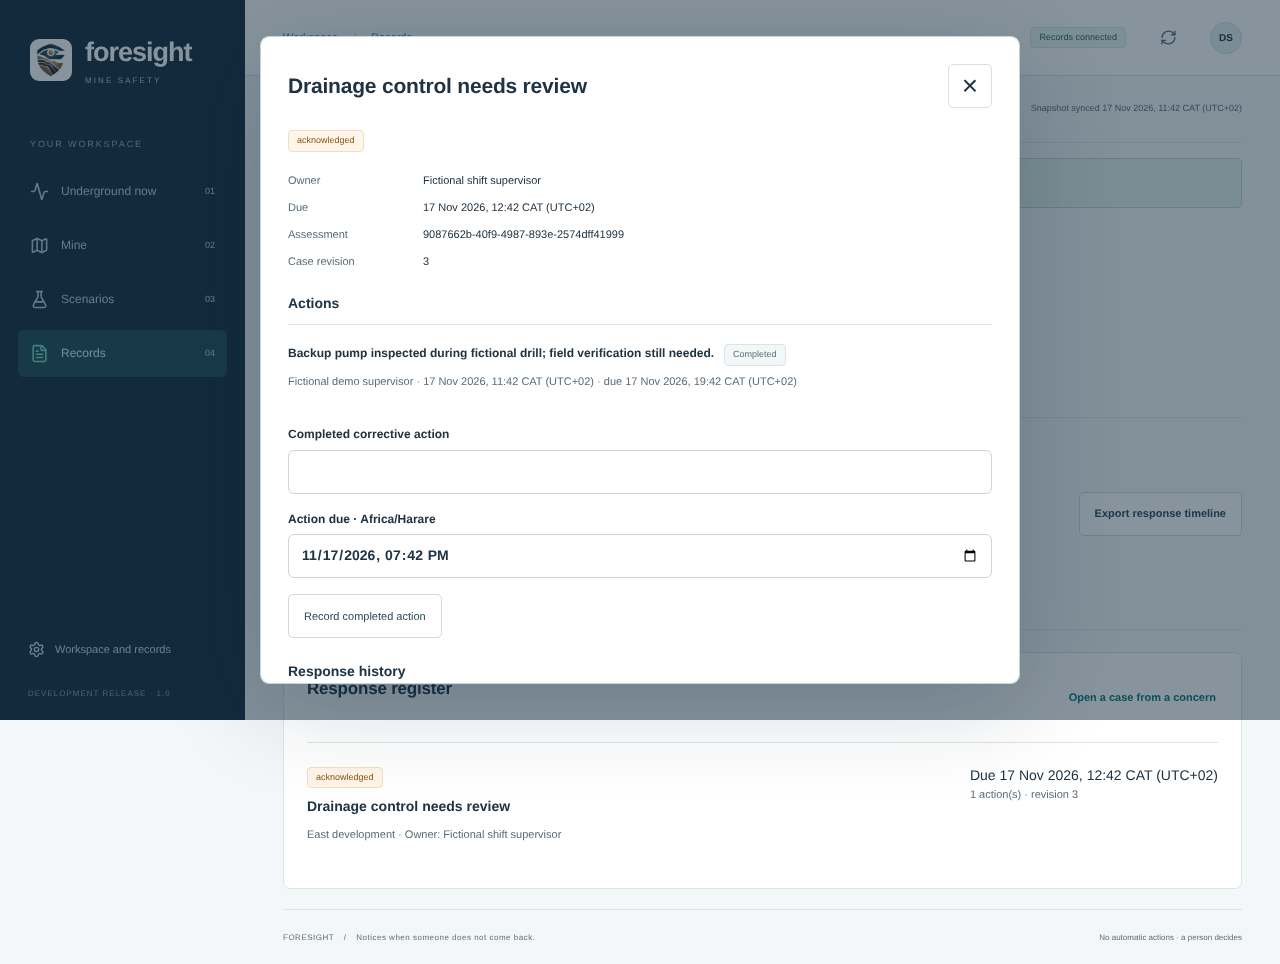 foresight
MINE SAFETY
YOUR WORKSPACE
Underground now 01
Mine 02
Scenarios 03
Records 04
Workspace and records
DEVELOPMENT RELEASE · 1.0
Records connected
DS
Snapshot synced 17 Nov 2026, 11:42 CAT (UTC+02)
Drainage control needs review
acknowledged
Owner Fictional shift supervisor
Due 17 Nov 2026, 12:42 CAT (UTC+02)
Assessment 9087662b-40f9-4987-893e-2574dff41999
Case revision 3
Actions
Backup pump inspected during fictional drill; field verification still needed. Completed
Fictional demo supervisor · 17 Nov 2026, 11:42 CAT (UTC+02) · due 17 Nov 2026, 19:42 CAT (UTC+02)
Completed corrective action
Action due · Africa/Harare
11/17/2026, 07:42 PM
Record completed action
Response history
Export response timeline
Response register
Open a case from a concern
acknowledged
Drainage control needs review
East development · Owner: Fictional shift supervisor
Due 17 Nov 2026, 12:42 CAT (UTC+02)
1 action(s) · revision 3
FORESIGHT / Notices when someone does not come back.
No automatic actions · a person decides